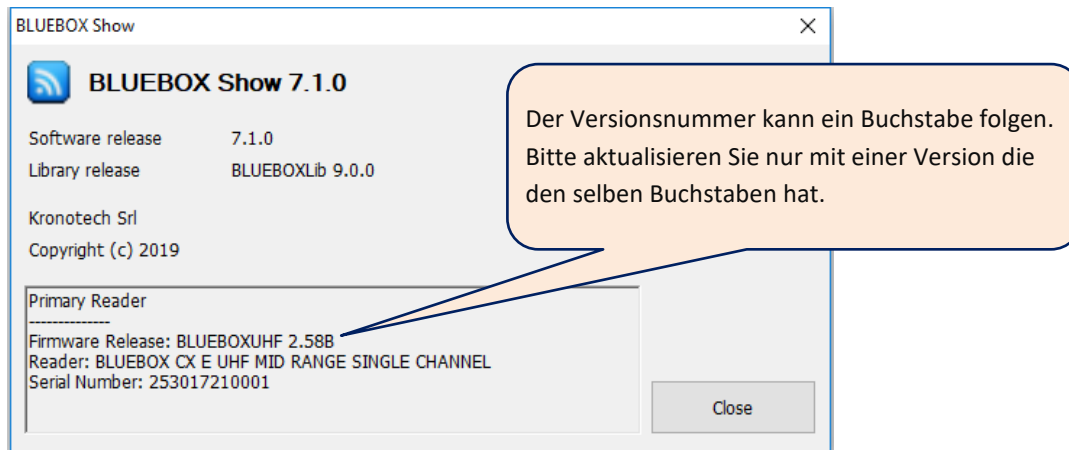 BLUEBOX Show
BLUEBOX Show 7.1.0
Software release 7.1.0
Library release BLUEBOXLib 9.0.0
Kronotech Srl
Copyright (c) 2019
Der Versionsnummer kann ein Buchstabe folgen.
Bitte aktualisieren Sie nur mit einer Version die
den selben Buchstaben hat.
Primary Reader
--------------
Firmware Release: BLUEBOXUHF 2.58B
Reader: BLUEBOX CX E UHF MID RANGE SINGLE CHANNEL
Serial Number: 253017210001
Close